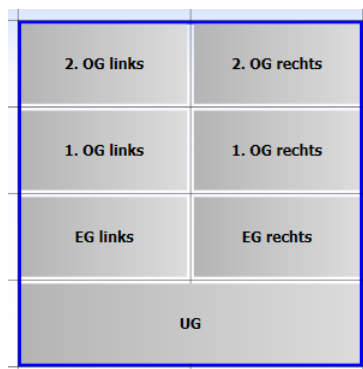 2. OG links 2. OG rechts
1. OG links 1. OG rechts
EG links EG rechts
UG